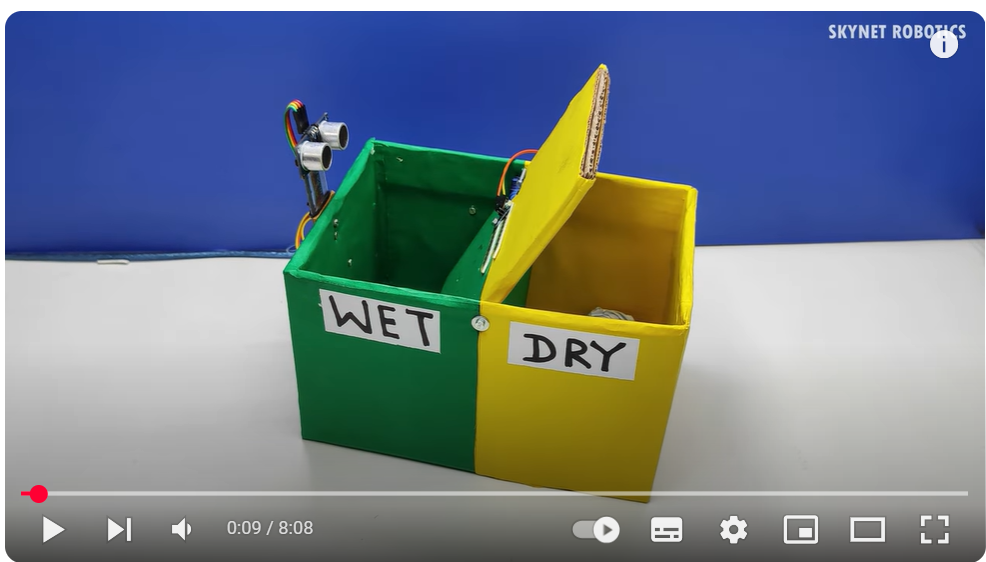 SKYNET ROBOTICS
WET
DRY
0:09 / 8:08